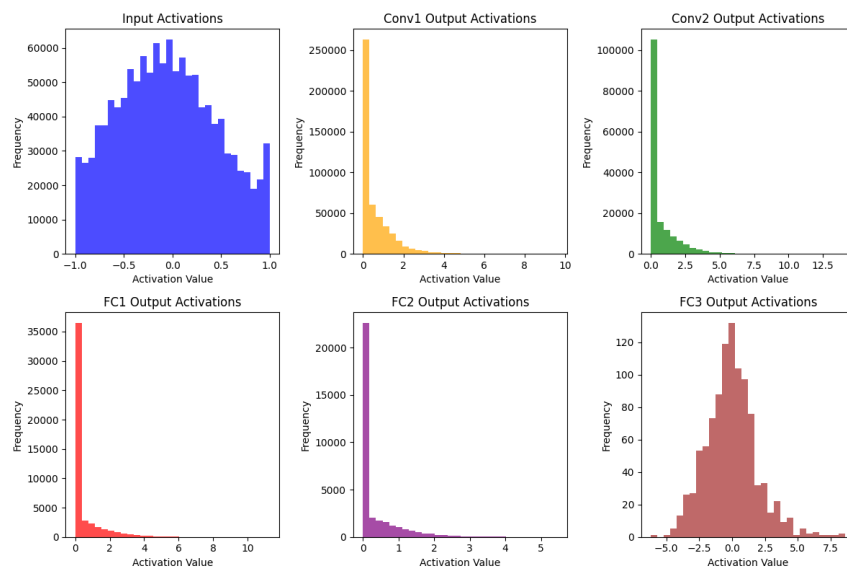 Input Activations
60000
50000
40000
30000
20000
10000
0
−1.0 −0.5 0.0 0.5 1.0
Frequency
Activation Value
Conv1 Output Activations
250000
200000
150000
100000
50000
0
0 2 4 6 8 10
Frequency
Activation Value
Conv2 Output Activations
100000
80000
60000
40000
20000
0
0.0 2.5 5.0 7.5 10.0 12.5
Frequency
Activation Value
FC1 Output Activations
35000
30000
25000
20000
15000
10000
5000
0
0 2 4 6 8 10
Frequency
Activation Value
FC2 Output Activations
20000
15000
10000
5000
0
0 1 2 3 4 5
Frequency
Activation Value
FC3 Output Activations
120
100
80
60
40
20
0
−5.0 −2.5 0.0 2.5 5.0 7.5
Frequency
Activation Value